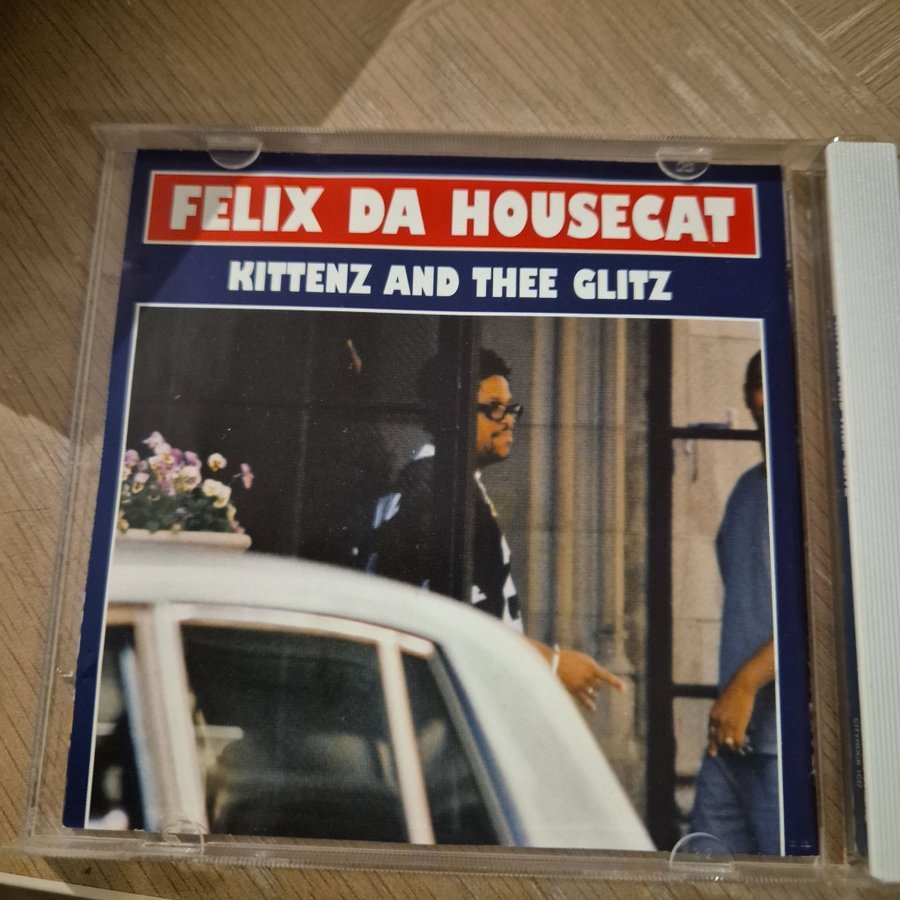 FELIX DA HOUSECAT
KITTENZ AND THEE GLITZ